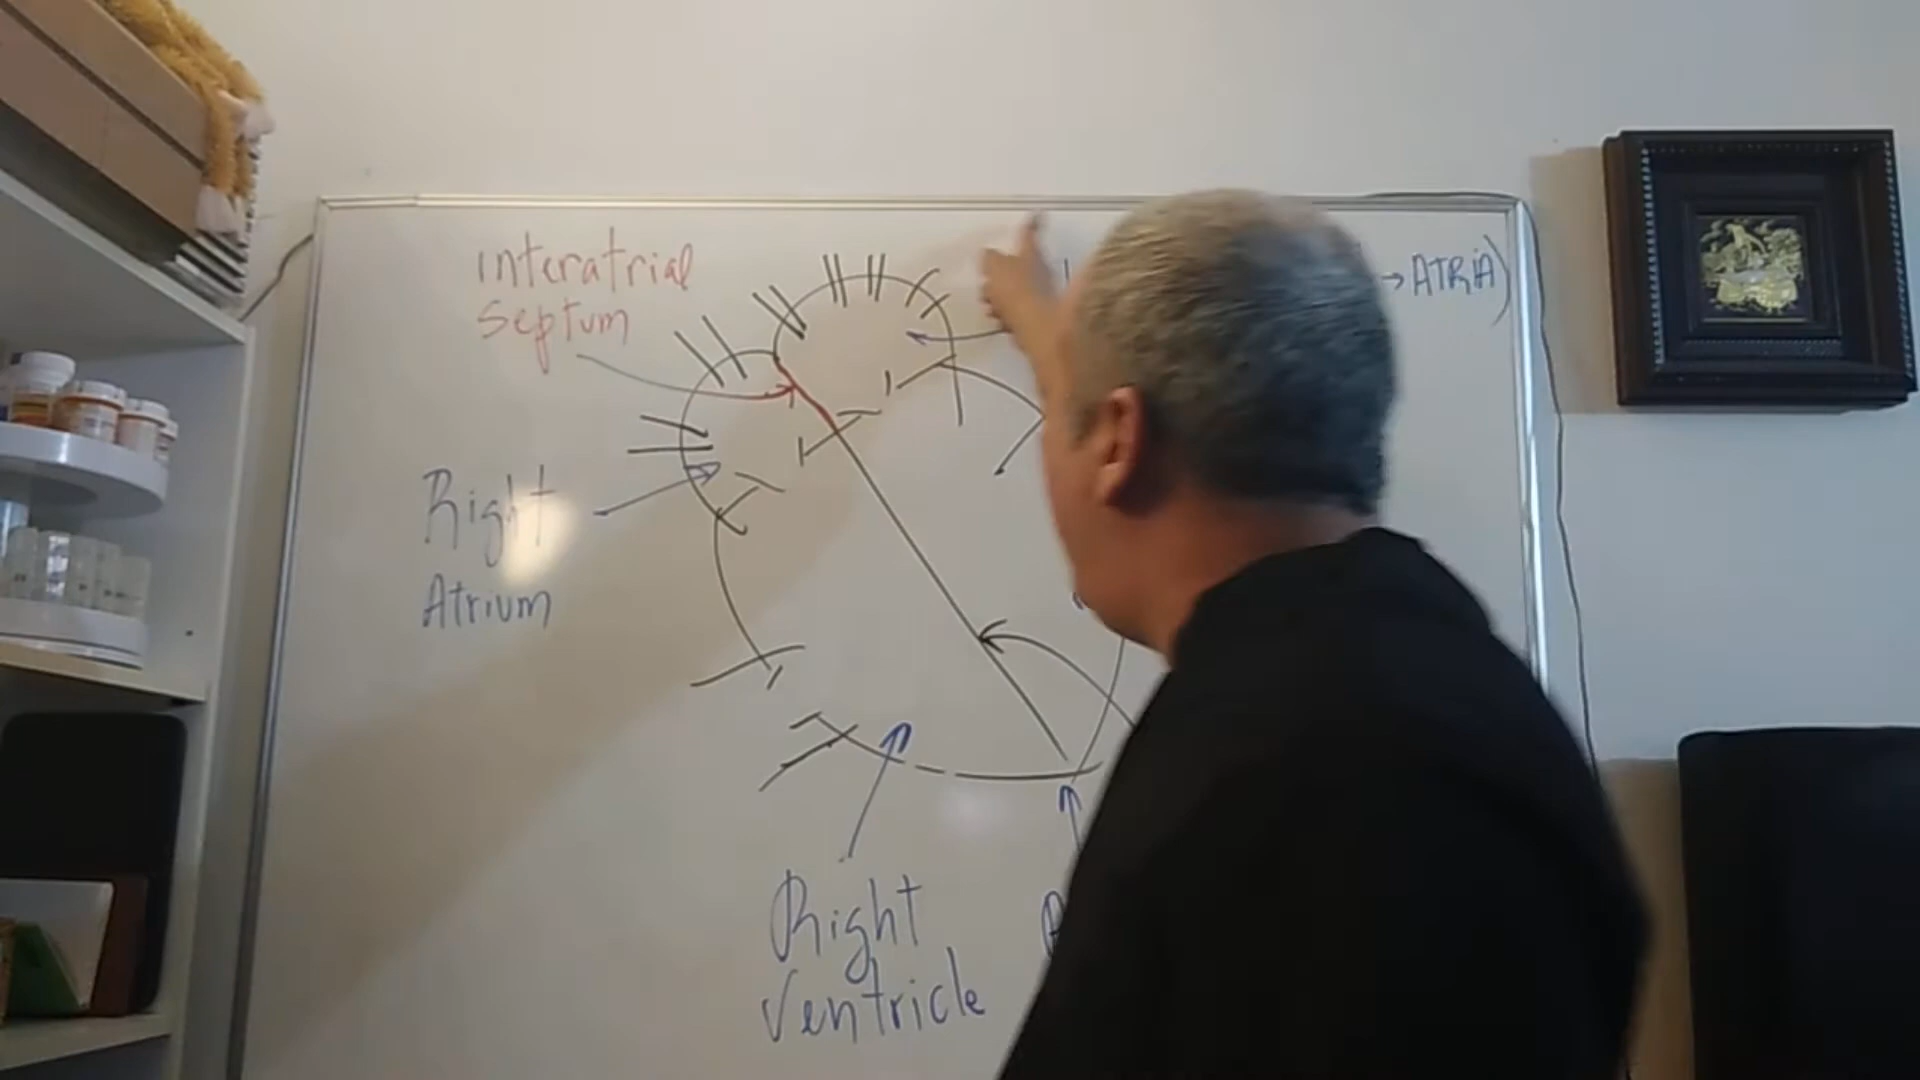 interatrial
septum
→ ATRIA)
Right
Atrium
Right
Ventricle